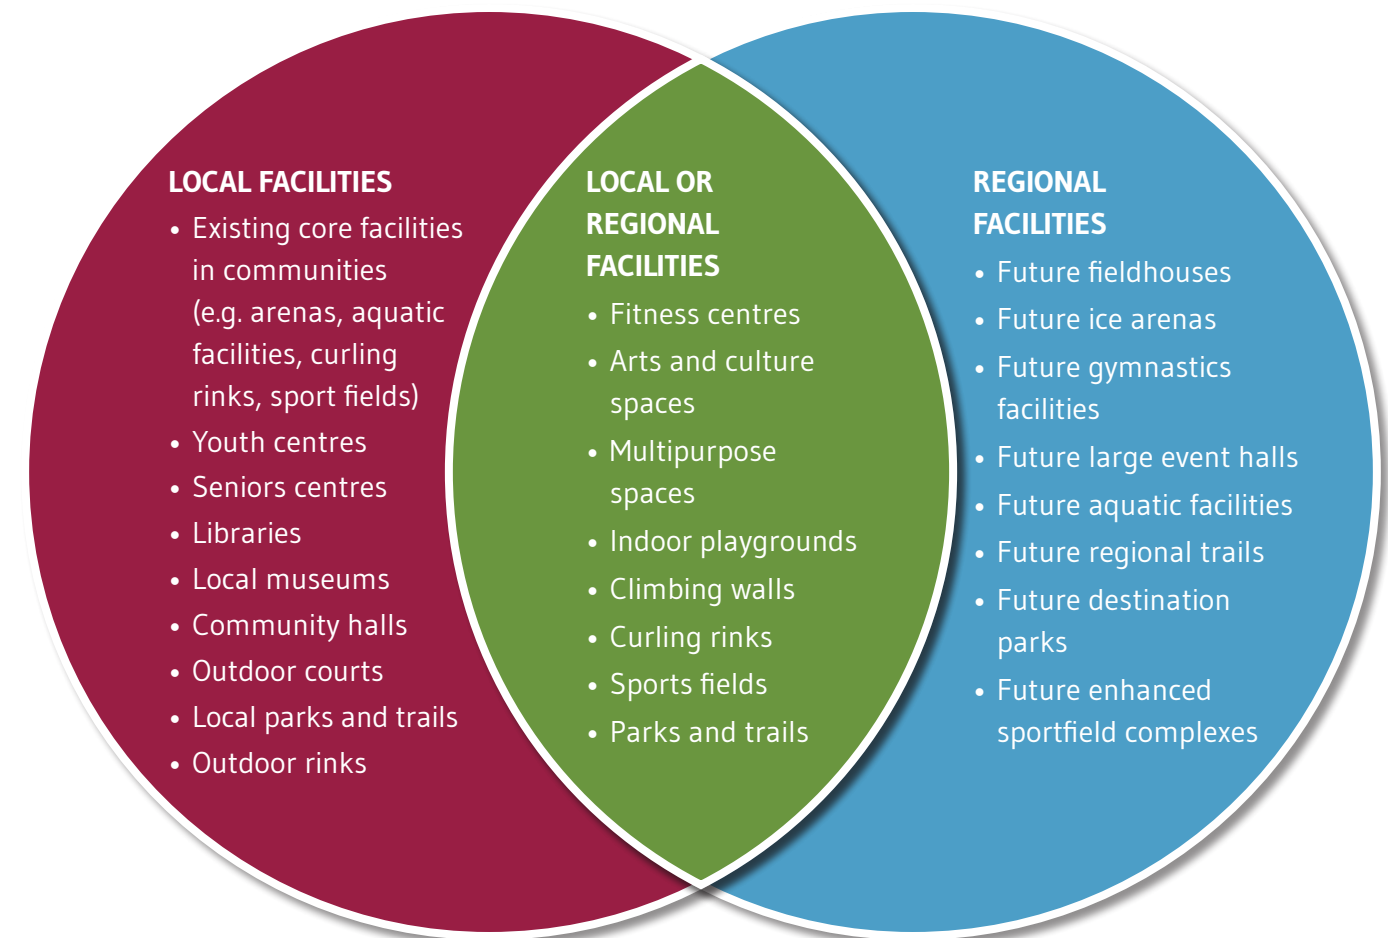 LOCAL FACILITIES
• Existing core facilities
in communities
(e.g. arenas, aquatic
facilities, curling
rinks, sport fields)
• Youth centres
• Seniors centres
• Libraries
• Local museums
• Community halls
• Outdoor courts
• Local parks and trails
• Outdoor rinks
LOCAL OR
REGIONAL
FACILITIES
• Fitness centres
• Arts and culture
spaces
• Multipurpose
spaces
• Indoor playgrounds
• Climbing walls
• Curling rinks
• Sports fields
• Parks and trails
REGIONAL
FACILITIES
• Future fieldhouses
• Future ice arenas
• Future gymnastics
facilities
• Future large event halls
• Future aquatic facilities
• Future regional trails
• Future destination
parks
• Future enhanced
sportfield complexes